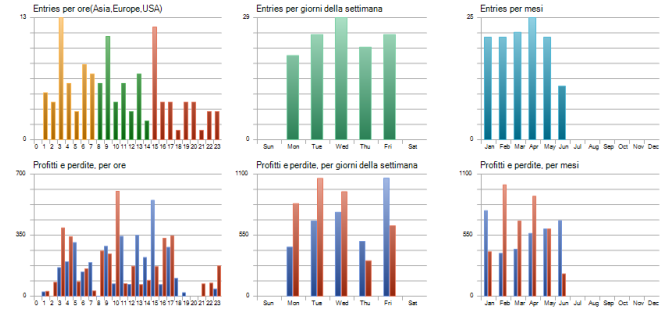 Entries per ore(Asia,Europe,USA)
13
0
0 1 2 3 4 5 6 7 8 9 10 11 12 13 14 15 16 17 18 19 20 21 22 23
Entries per giorni della settimana
29
0
Sun Mon Tue Wed Thu Fri Sat
Entries per mesi
25
0
Jan Feb Mar Apr May Jun Jul Aug Sep Oct Nov Dec
Profitti e perdite, per ore
700
350
0
0 1 2 3 4 5 6 7 8 9 10 11 12 13 14 15 16 17 18 19 20 21 22 23
Profitti e perdite, per giorni della settimana
1100
550
0
Sun Mon Tue Wed Thu Fri Sat
Profitti e perdite, per mesi
1100
550
0
Jan Feb Mar Apr May Jun Jul Aug Sep Oct Nov Dec